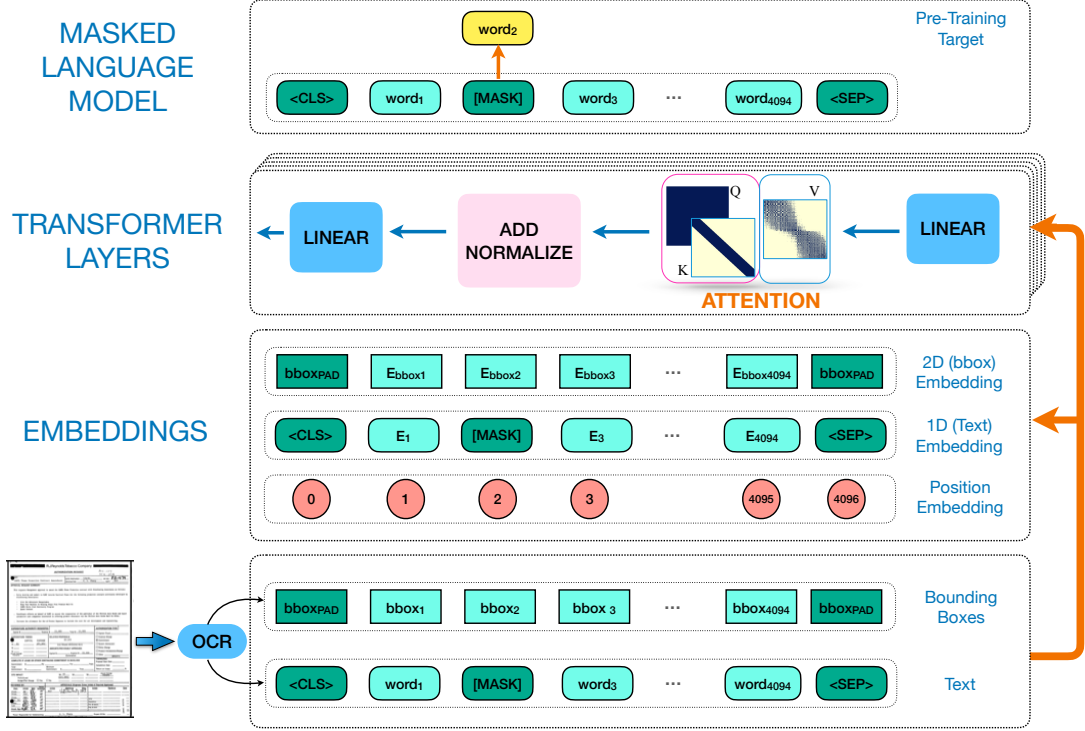 MASKED
LANGUAGE
MODEL
word2
Pre-Training
Target
<CLS> word1 [MASK] word3 ... word4094 <SEP>
TRANSFORMER
LAYERS
LINEAR
ADD
NORMALIZE
Q
K
V
ATTENTION
LINEAR
EMBEDDINGS
bboxPAD Ebbox1 Ebbox2 Ebbox3 ... Ebbox4094 bboxPAD
2D (bbox)
Embedding
<CLS> E1 [MASK] E3 ... E4094 <SEP>
1D (Text)
Embedding
0 1 2 3 4095 4096
Position
Embedding
OCR
bboxPAD bbox1 bbox2 bbox 3 ... bbox4094 bboxPAD
Bounding
Boxes
<CLS> word1 [MASK] word3 ... word4094 <SEP>
Text